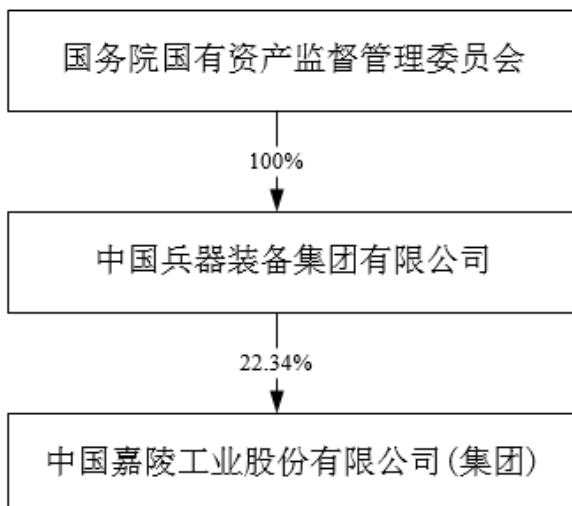 国务院国有资产监督管理委员会
100%
中国兵器装备集团有限公司
22.34%
中国嘉陵工业股份有限公司(集团)